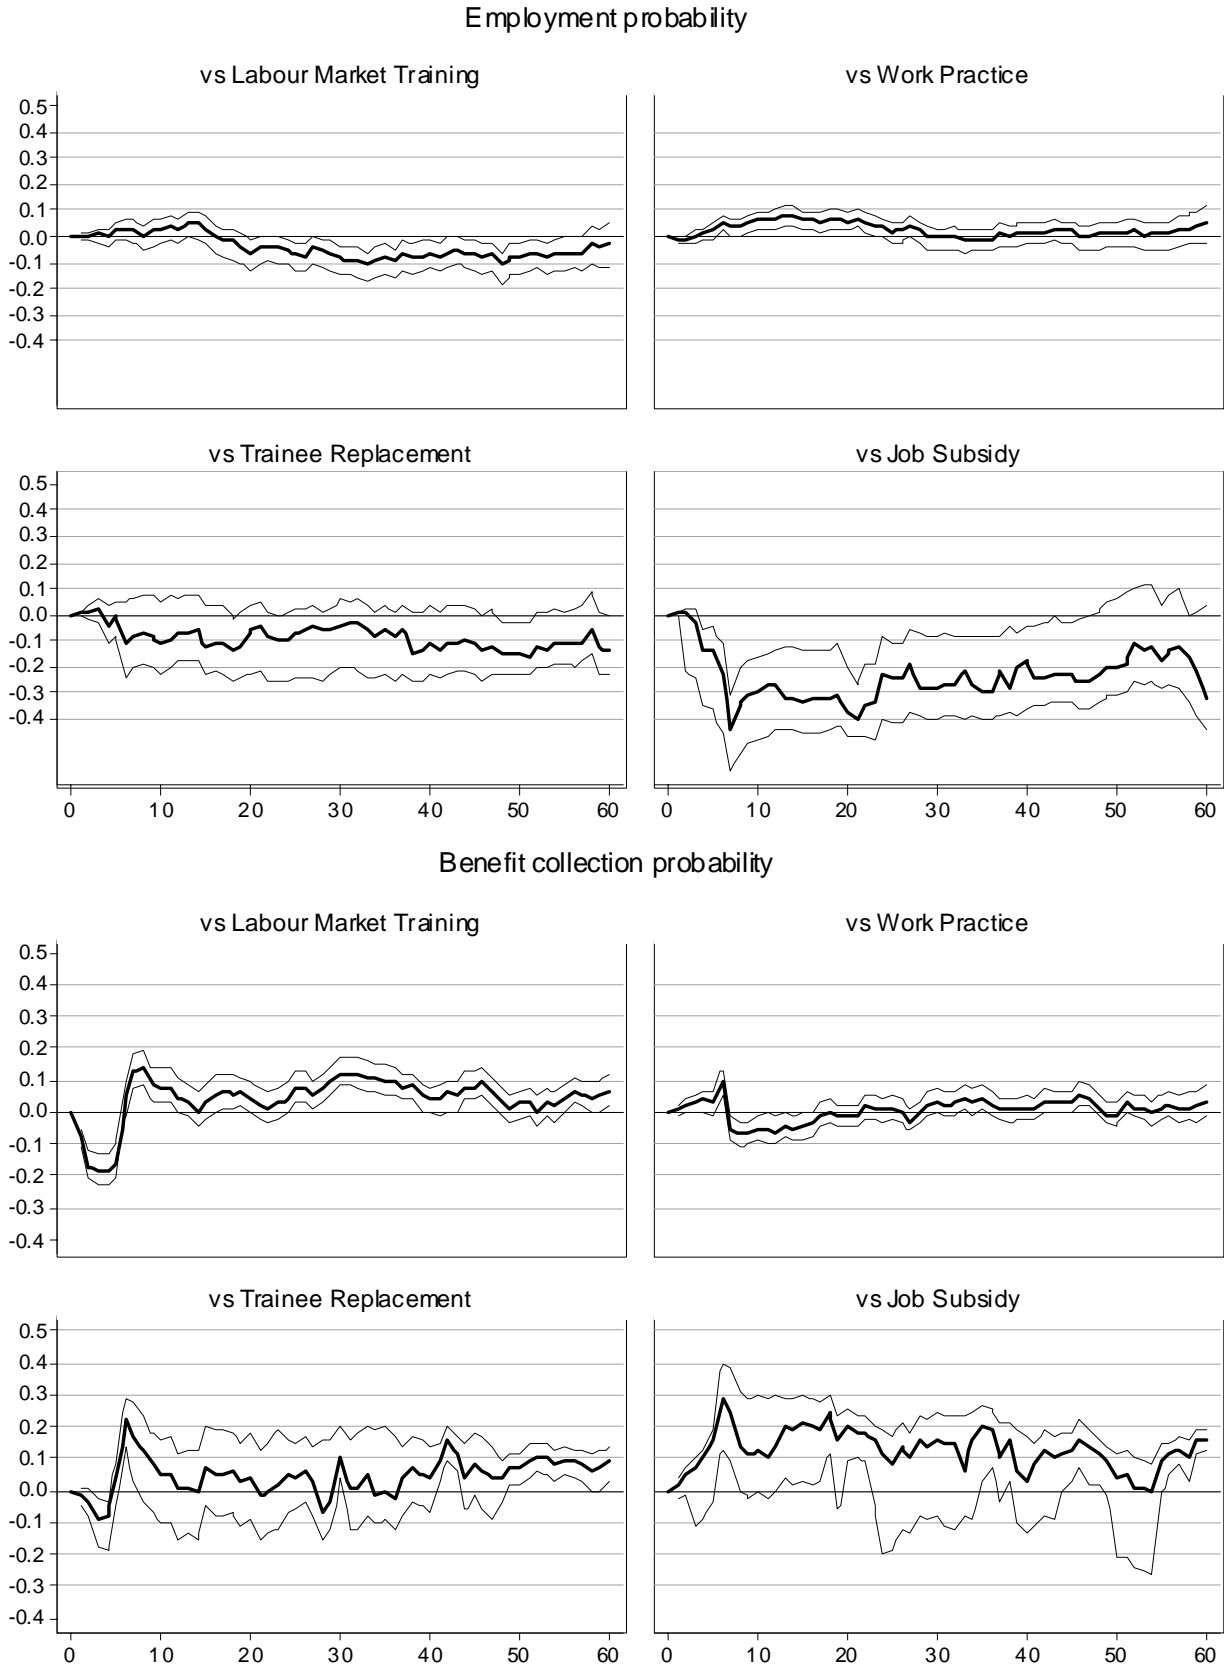 Employment probability
vs Labour Market Training
vs Work Practice
0.5
0.4
0.3
0.2
0.1
0.0
-0.1
-0.2
-0.3
-0.4
vs Trainee Replacement
vs Job Subsidy
0.5
0.4
0.3
0.2
0.1
0.0
-0.1
-0.2
-0.3
-0.4
0 10 20 30 40 50 60
0 10 20 30 40 50 60
Benefit collection probability
vs Labour Market Training
vs Work Practice
0.5
0.4
0.3
0.2
0.1
0.0
-0.1
-0.2
-0.3
-0.4
vs Trainee Replacement
vs Job Subsidy
0.5
0.4
0.3
0.2
0.1
0.0
-0.1
-0.2
-0.3
-0.4
0 10 20 30 40 50 60
0 10 20 30 40 50 60